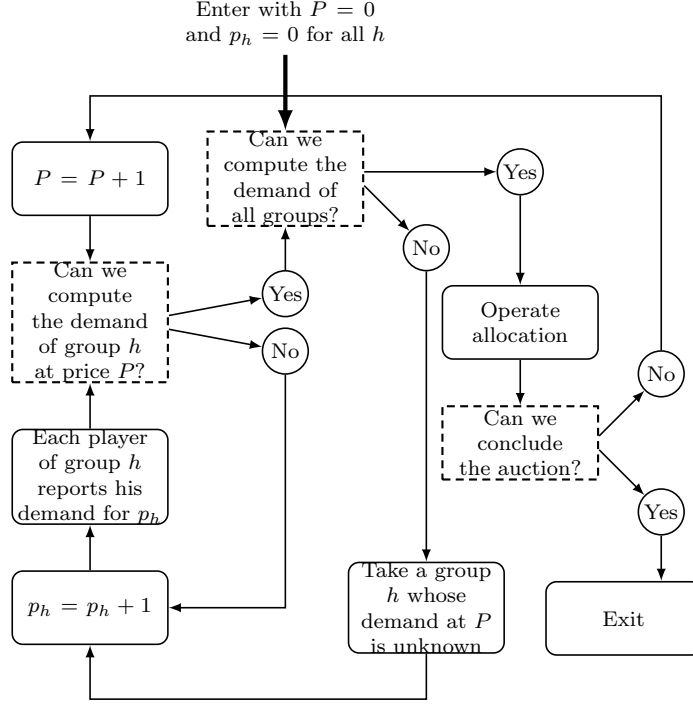 Enter with P = 0
and p_h = 0 for all h
Can we
compute the
demand of
all groups?
Yes
No
P = P + 1
Can we
compute
the demand
of group h
at price P?
Yes
No
Operate
allocation
No
Can we
conclude
the auction?
Yes
Each player
of group h
reports his
demand for p_h
p_h = p_h + 1
Take a group
h whose
demand at P
is unknown
Exit